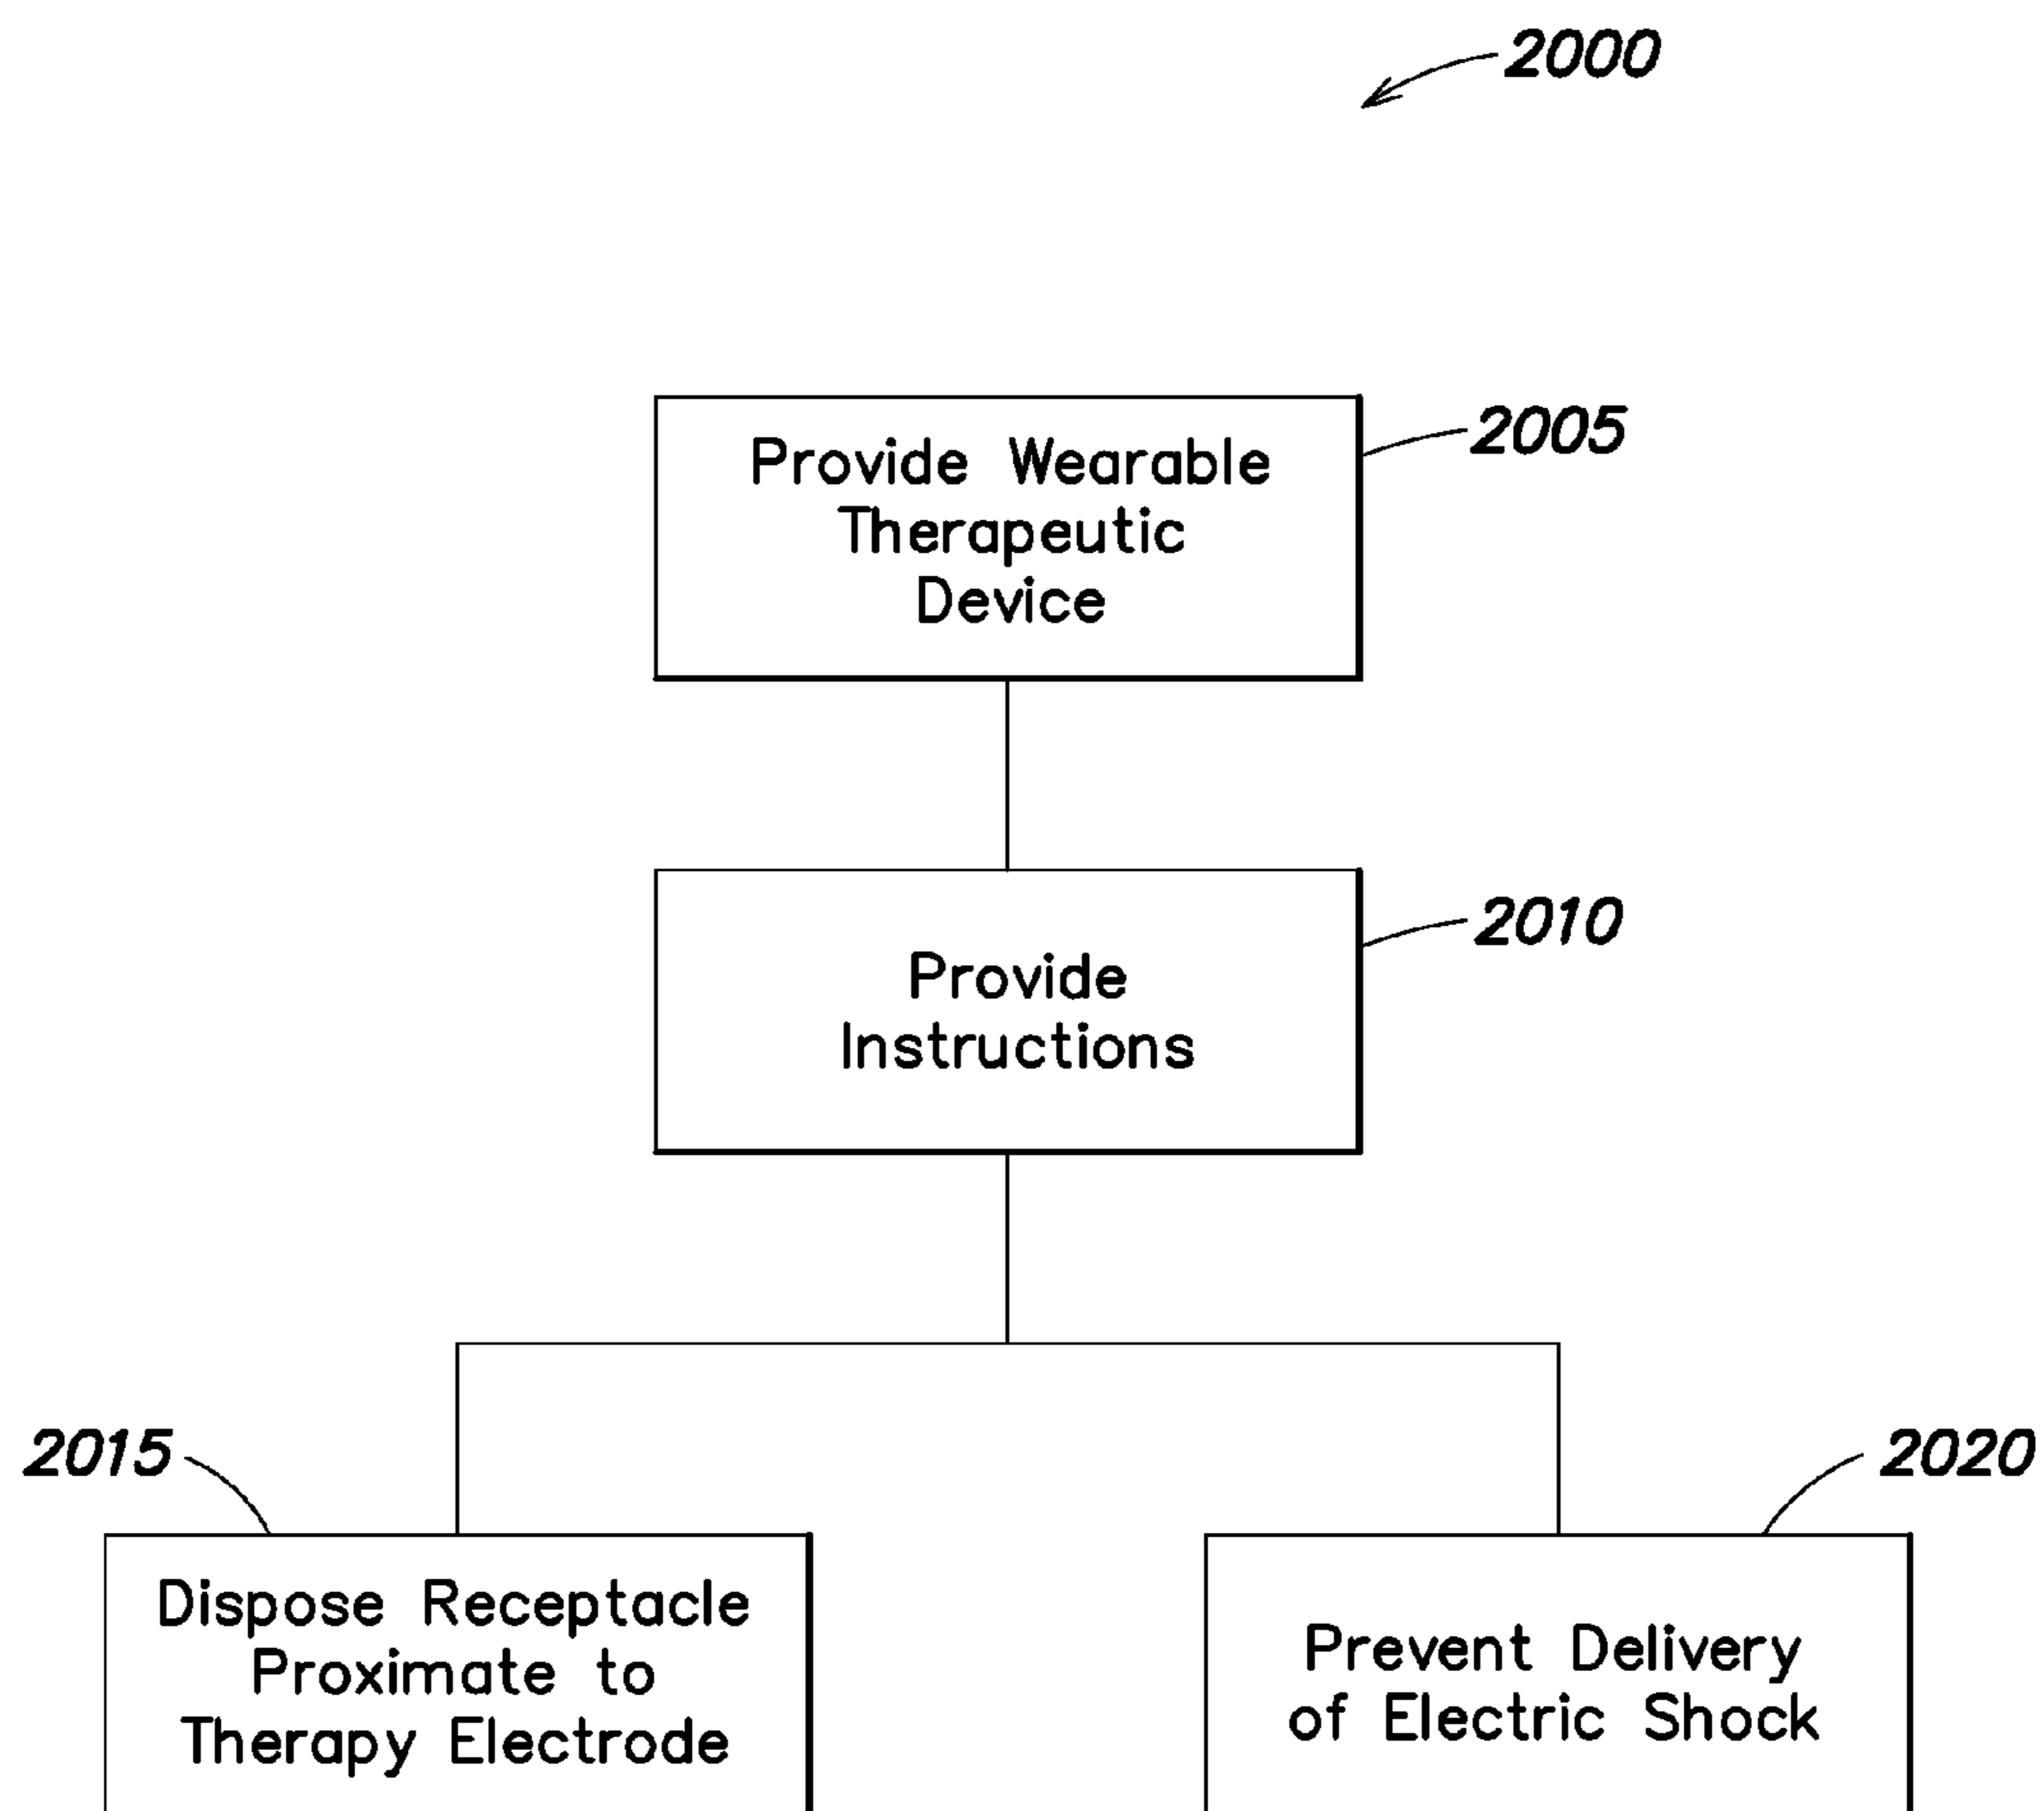 2000
Provide Wearable
Therapeutic
Device
2005
Provide
Instructions
2010
2015
2020
Dispose Receptacle
Proximate to
Therapy Electrode
Prevent Delivery
of Electric Shock